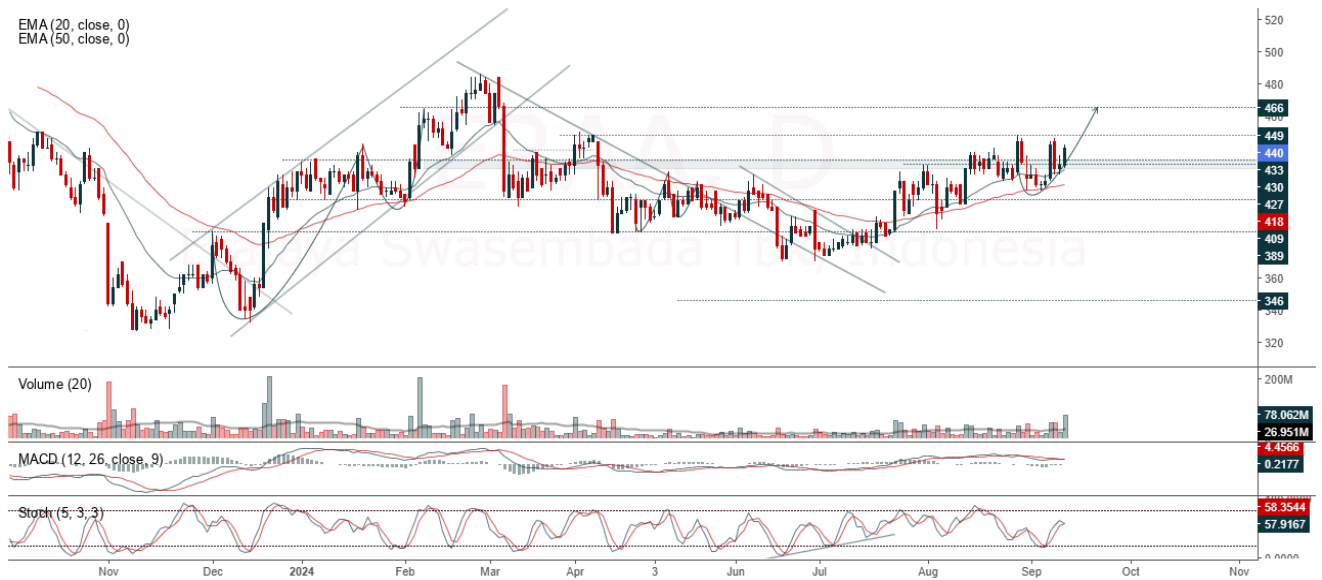 EMA (20, close, 0)
EMA (50, close, 0)
ERAA, D
Swasembada Tbk, Indonesia
520
500
480
466
449
440
433
430
427
418
409
389
360
346
340
320
Volume (20)
200M
78.062M
26.951M
MACD (12, 26, close, 9)
4.4566
0.2177
Stoch (5, 3, 3)
58.3544
57.9167
0.0000
Nov Dec 2024 Feb Mar Apr 3 Jun Jul Aug Sep Oct Nov